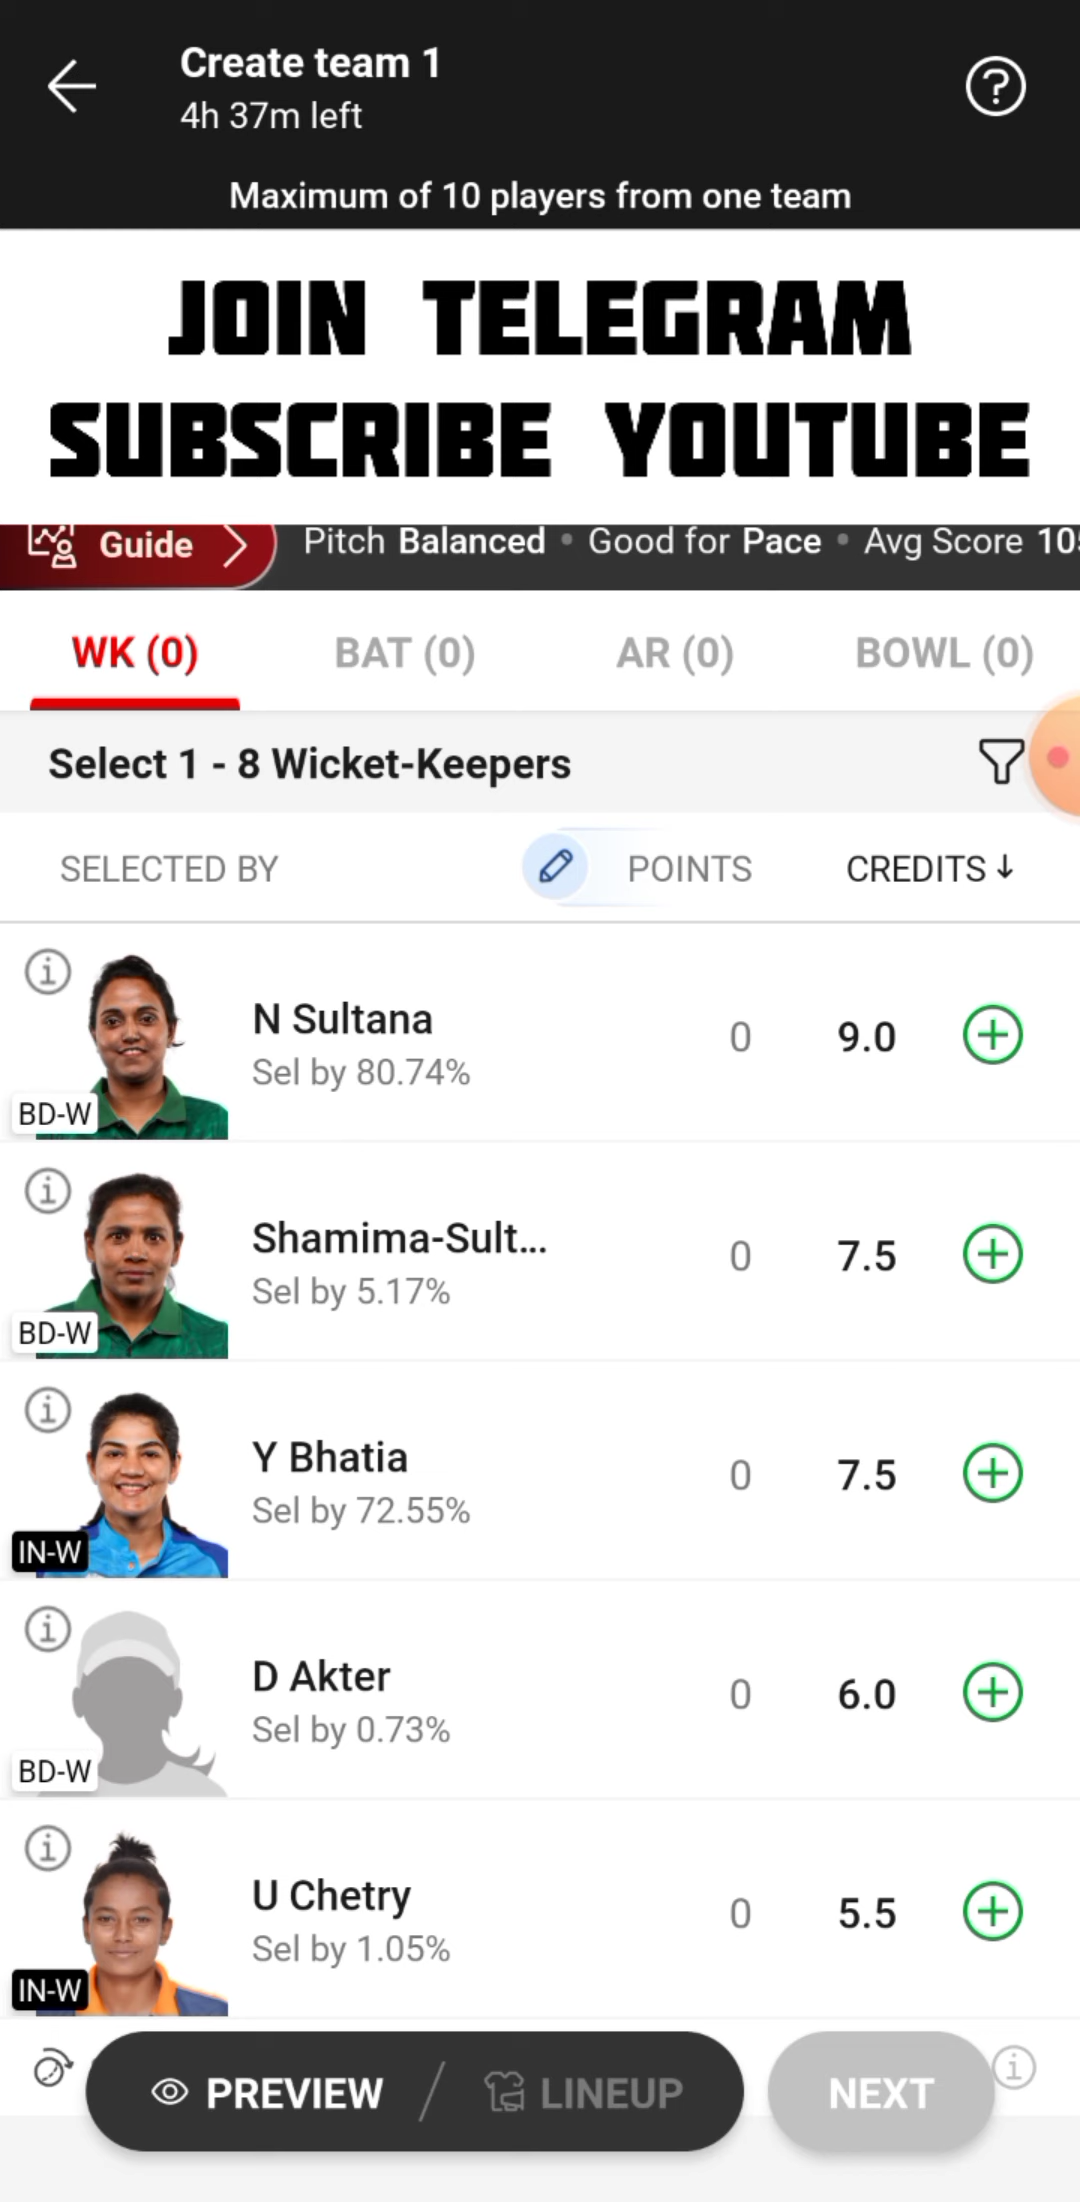 Create team 1
4h 37m left
Maximum of 10 players from one team
JOIN TELEGRAM
SUBSCRIBE YOUTUBE
Guide Pitch Balanced • Good for Pace • Avg Score
WK (0) BAT (0) AR (0) BOWL (0)
Select 1 - 8 Wicket-Keepers
SELECTED BY POINTS CREDITS ↓
N Sultana 0 9.0
Sel by 80.74%
BD-W
Shamima-Sult... 0 7.5
Sel by 5.17%
BD-W
Y Bhatia 0 7.5
Sel by 72.55%
IN-W
D Akter 0 6.0
Sel by 0.73%
BD-W
U Chetry 0 5.5
Sel by 1.05%
IN-W
PREVIEW / LINEUP NEXT